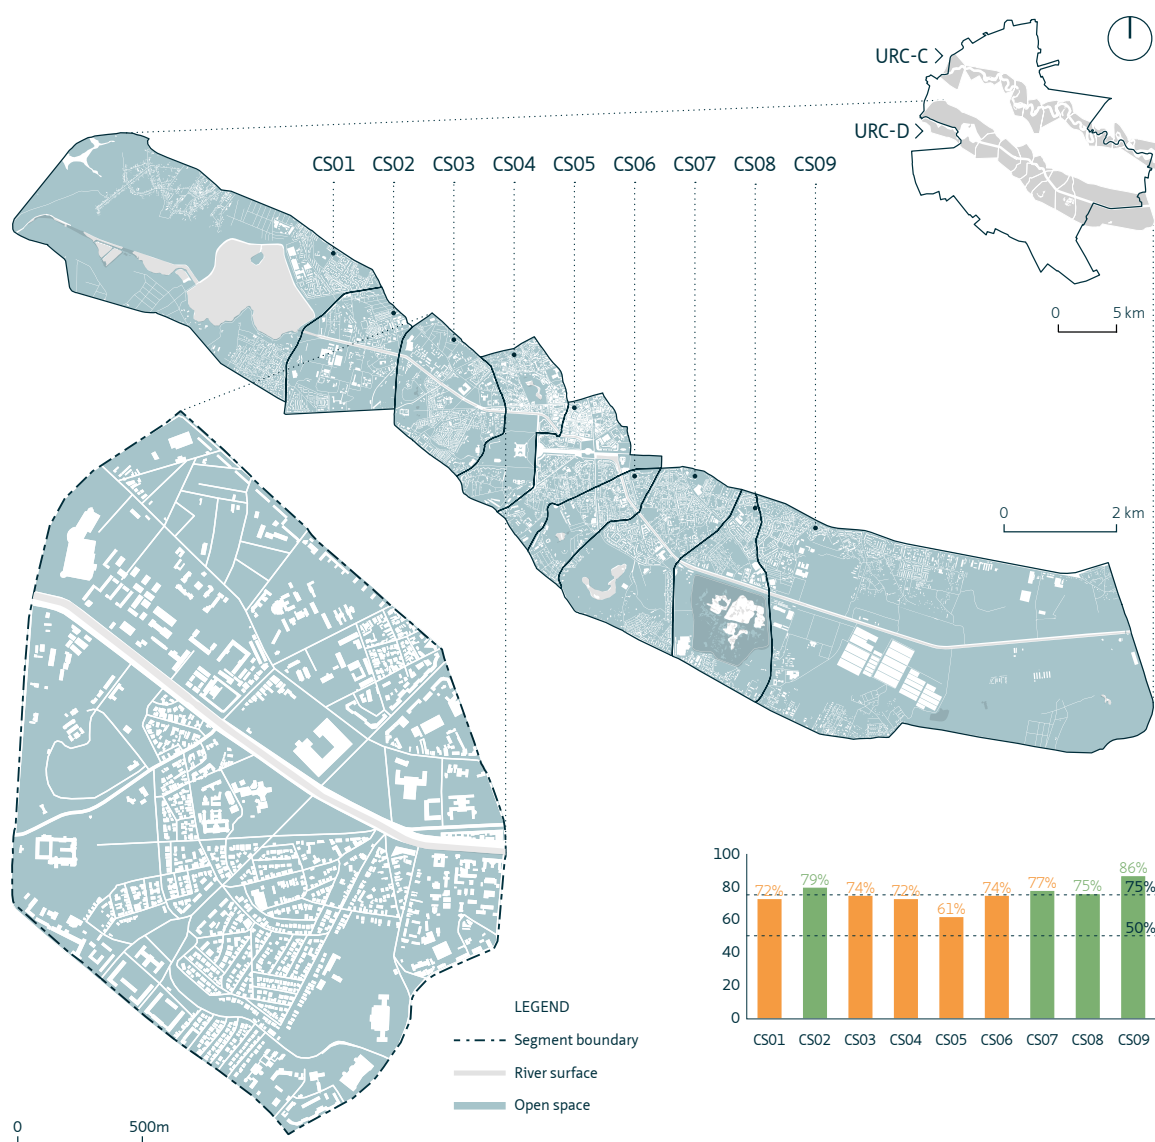 URC-C
URC-D
CS01 CS02 CS03 CS04 CS05 CS06 CS07 CS08 CS09
0 5 km
0 2 km
100
80
60
40
20
0
72% 79% 74% 72% 61% 74% 77% 75% 86%
75%
50%
CS01 CS02 CS03 CS04 CS05 CS06 CS07 CS08 CS09
LEGEND
Segment boundary
River surface
Open space
0 500m